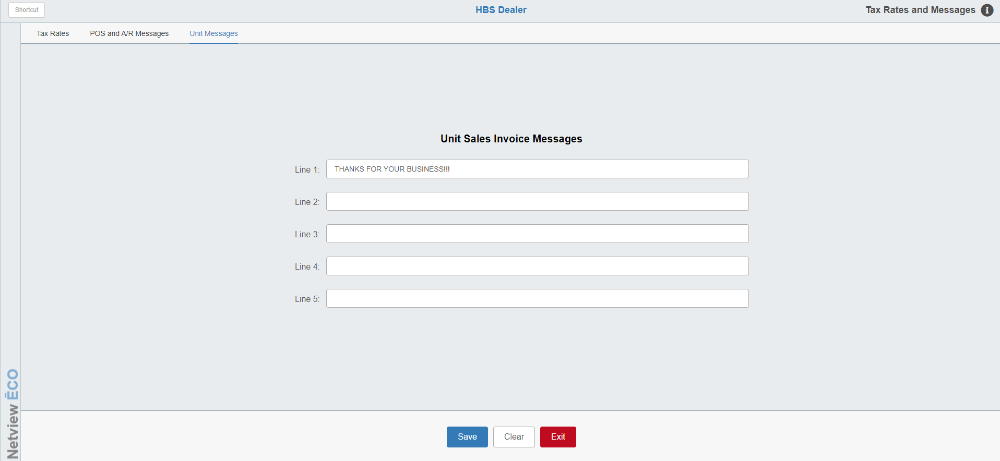 Shortcut
HBS Dealer
Tax Rates and Messages
Tax Rates
POS and A/R Messages
Unit Messages
Unit Sales Invoice Messages
Line 1:
THANKS FOR YOUR BUSINESS!!!
Line 2:
Line 3:
Line 4:
Line 5:
Netview ĒCO
Save
Clear
Exit